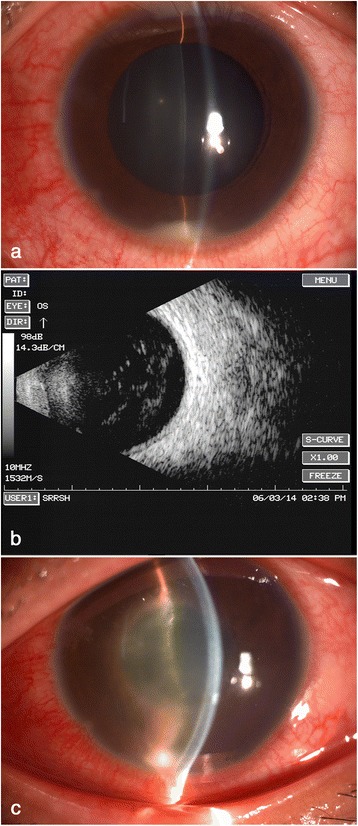 a
PAT: MENU
ID:
EYE: OS
DIR: ↑
98dB
14.3dB/CM
S-CURVE
10MHZ X1.00
1532M/S FREEZE
USER1: SRRSH 06/03/14 02:38 PM
b
c